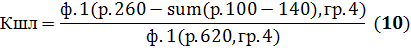 Кшл = ф.1(р.260 − sum(р.100 − 140), гр.4) / ф.1(р.620, гр.4) (10)